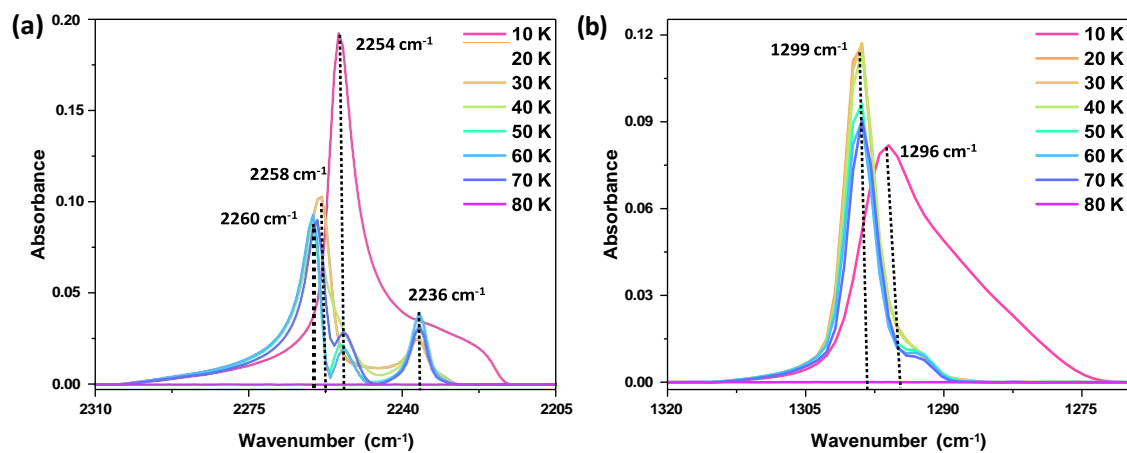 (a)
0.20
0.15
0.10
0.05
0.00
Absorbance
2254 cm-1
2258 cm-1
2260 cm-1
2236 cm-1
10 K
20 K
30 K
40 K
50 K
60 K
70 K
80 K
2310
2275
2240
2205
Wavenumber (cm-1)
(b)
0.12
0.09
0.06
0.03
0.00
Absorbance
1299 cm-1
1296 cm-1
10 K
20 K
30 K
40 K
50 K
60 K
70 K
80 K
1320
1305
1290
1275
Wavenumber (cm-1)